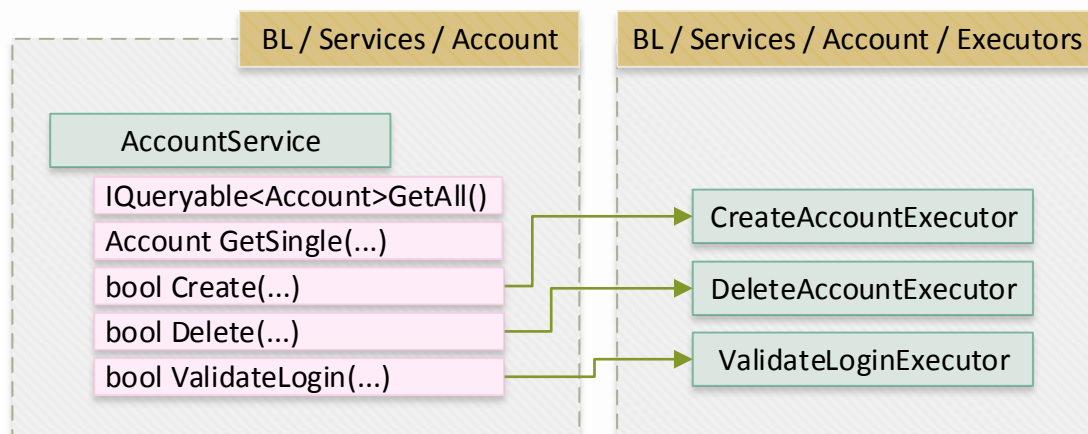 BL / Services / Account
BL / Services / Account / Executors
AccountService
IQueryable<Account>GetAll()
Account GetSingle(...)
bool Create(...)
bool Delete(...)
bool ValidateLogin(...)
CreateAccountExecutor
DeleteAccountExecutor
ValidateLoginExecutor